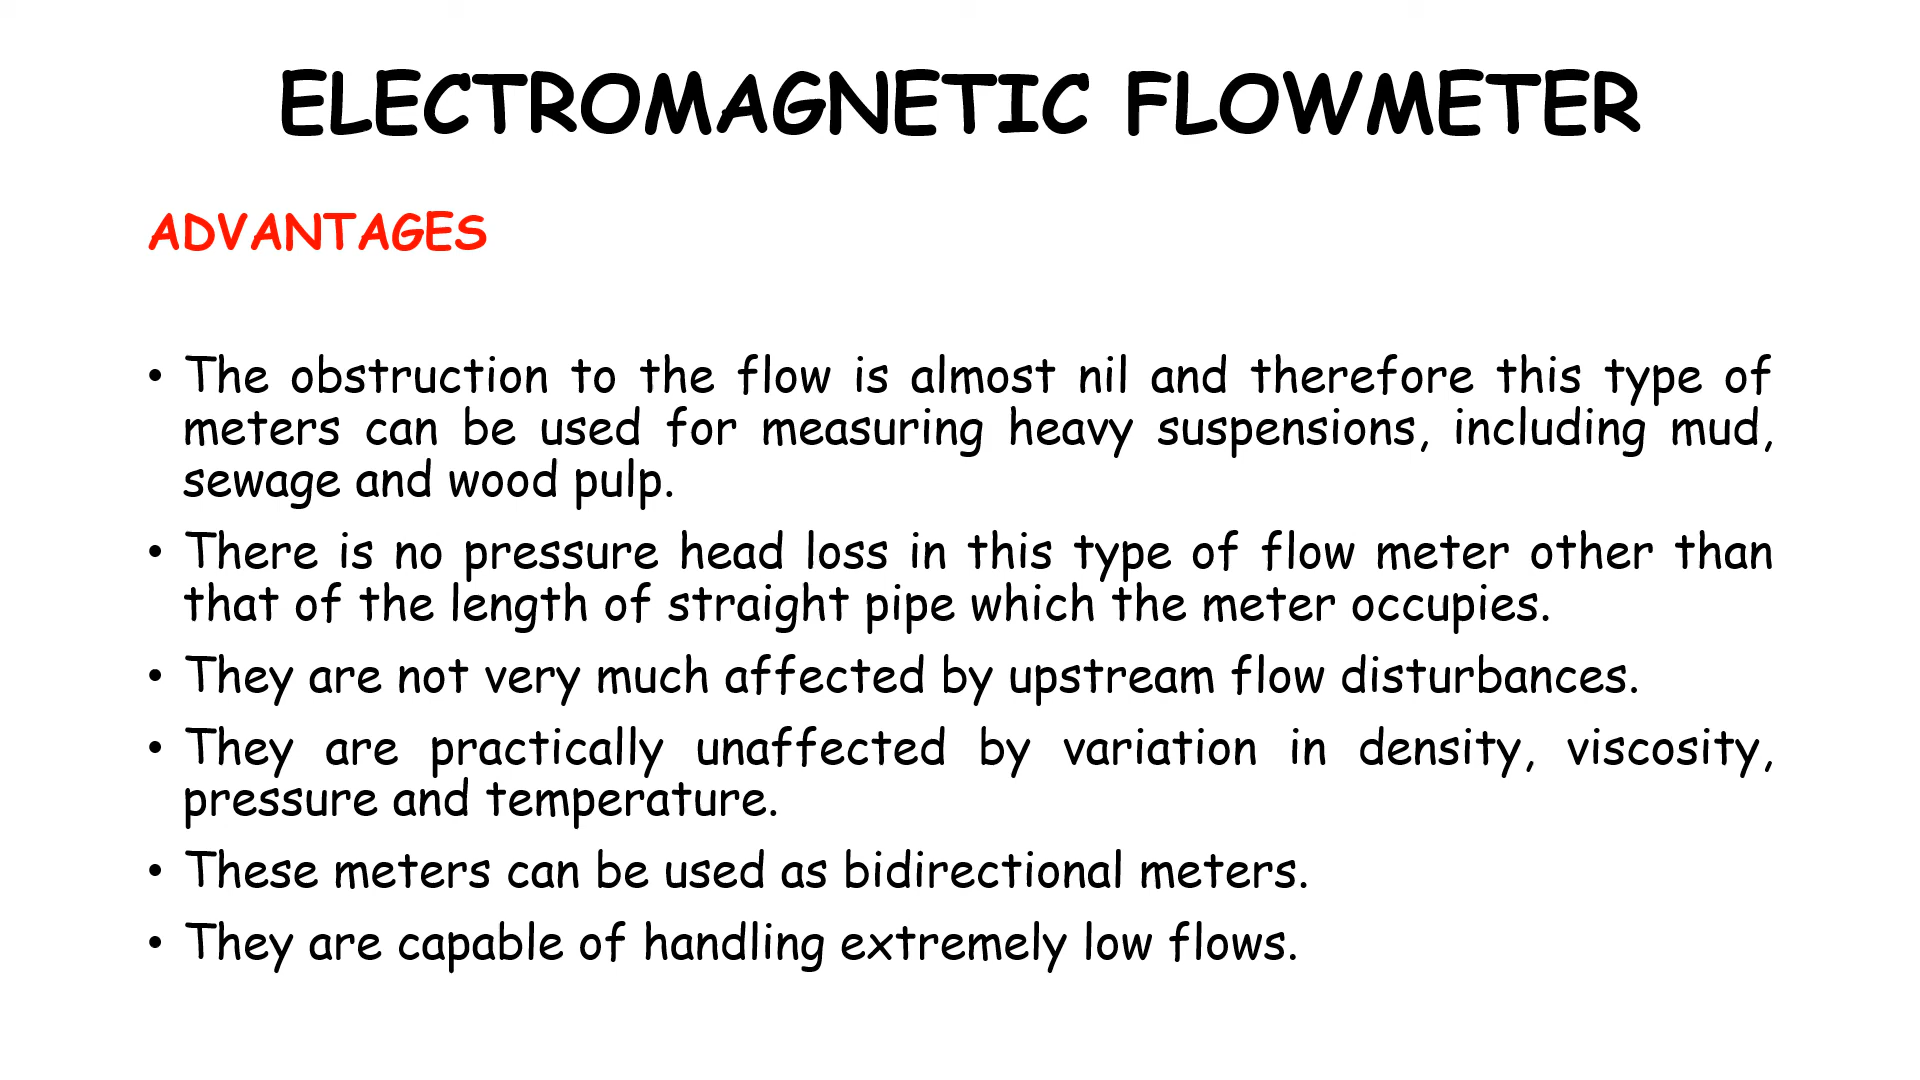 ELECTROMAGNETIC FLOWMETER
ADVANTAGES
• The obstruction to the flow is almost nil and therefore this type of
meters can be used for measuring heavy suspensions, including mud,
sewage and wood pulp.
• There is no pressure head loss in this type of flow meter other than
that of the length of straight pipe which the meter occupies.
• They are not very much affected by upstream flow disturbances.
• They are practically unaffected by variation in density, viscosity,
pressure and temperature.
• These meters can be used as bidirectional meters.
• They are capable of handling extremely low flows.